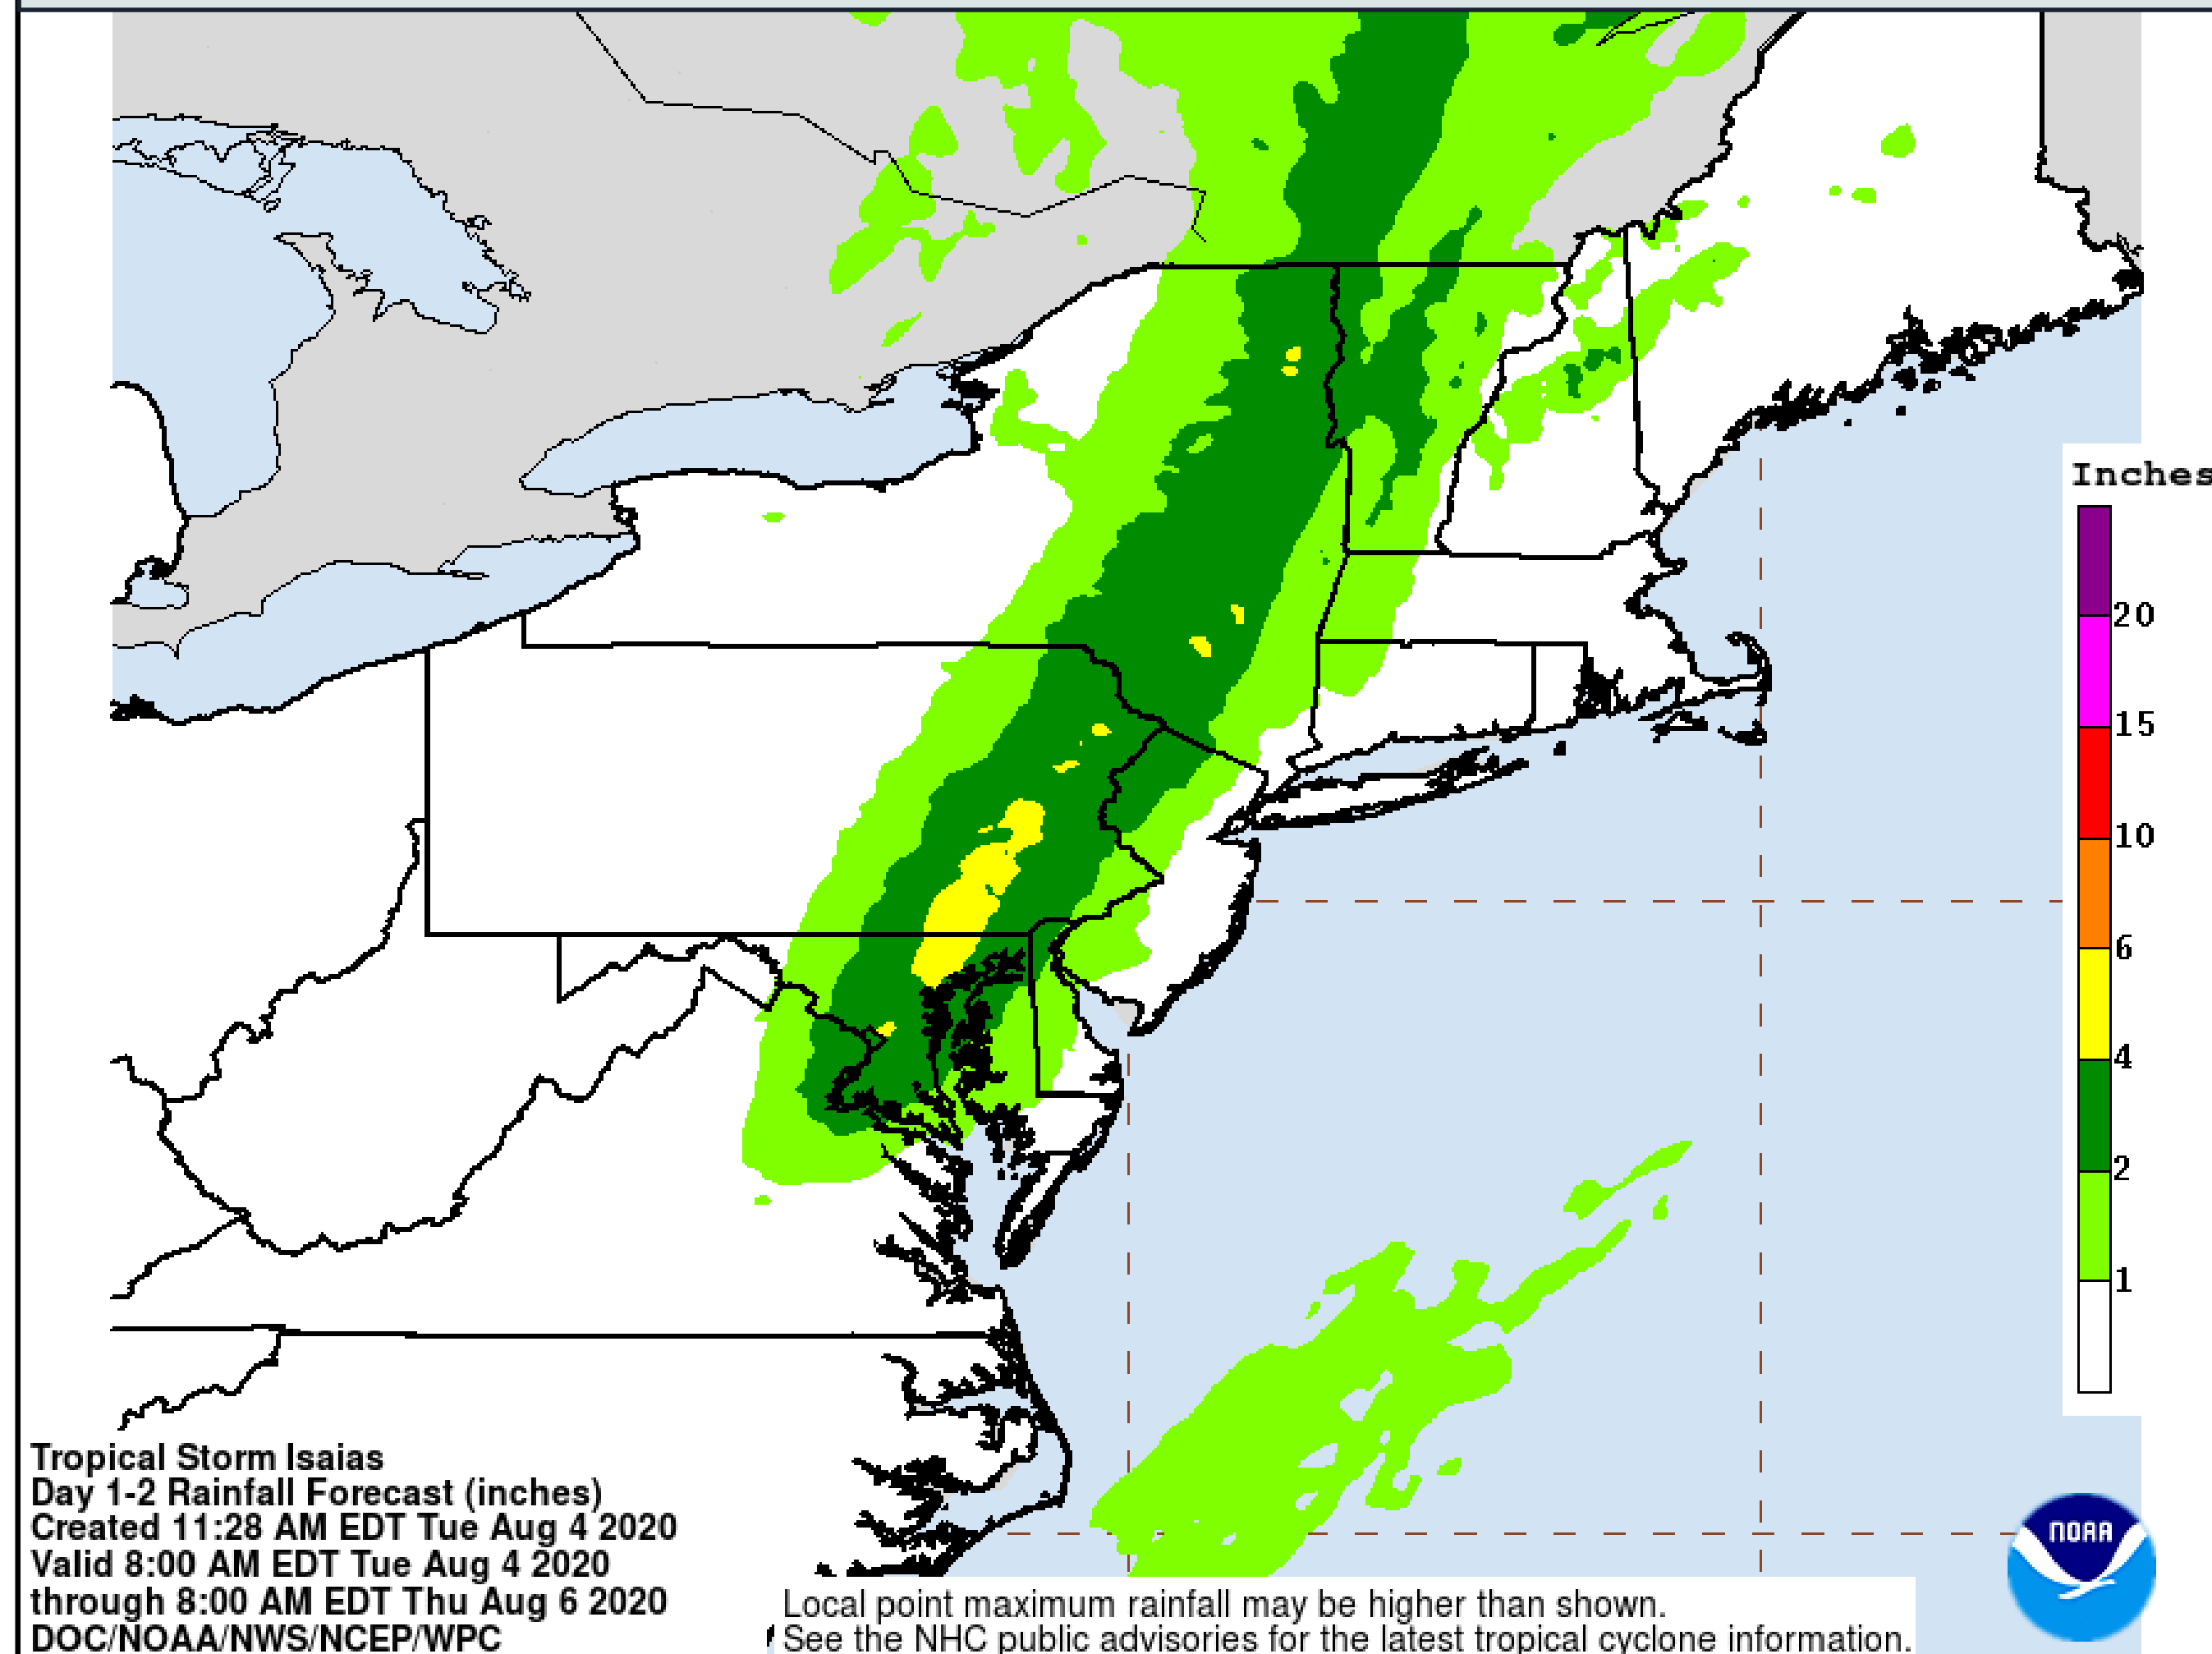 Inches
20
15
10
6
4
2
1
Tropical Storm Isaias
Day 1-2 Rainfall Forecast (inches)
Created 11:28 AM EDT Tue Aug 4 2020
Valid 8:00 AM EDT Tue Aug 4 2020
through 8:00 AM EDT Thu Aug 6 2020
DOC/NOAA/NWS/NCEP/WPC
Local point maximum rainfall may be higher than shown.
See the NHC public advisories for the latest tropical cyclone information.
NOAA